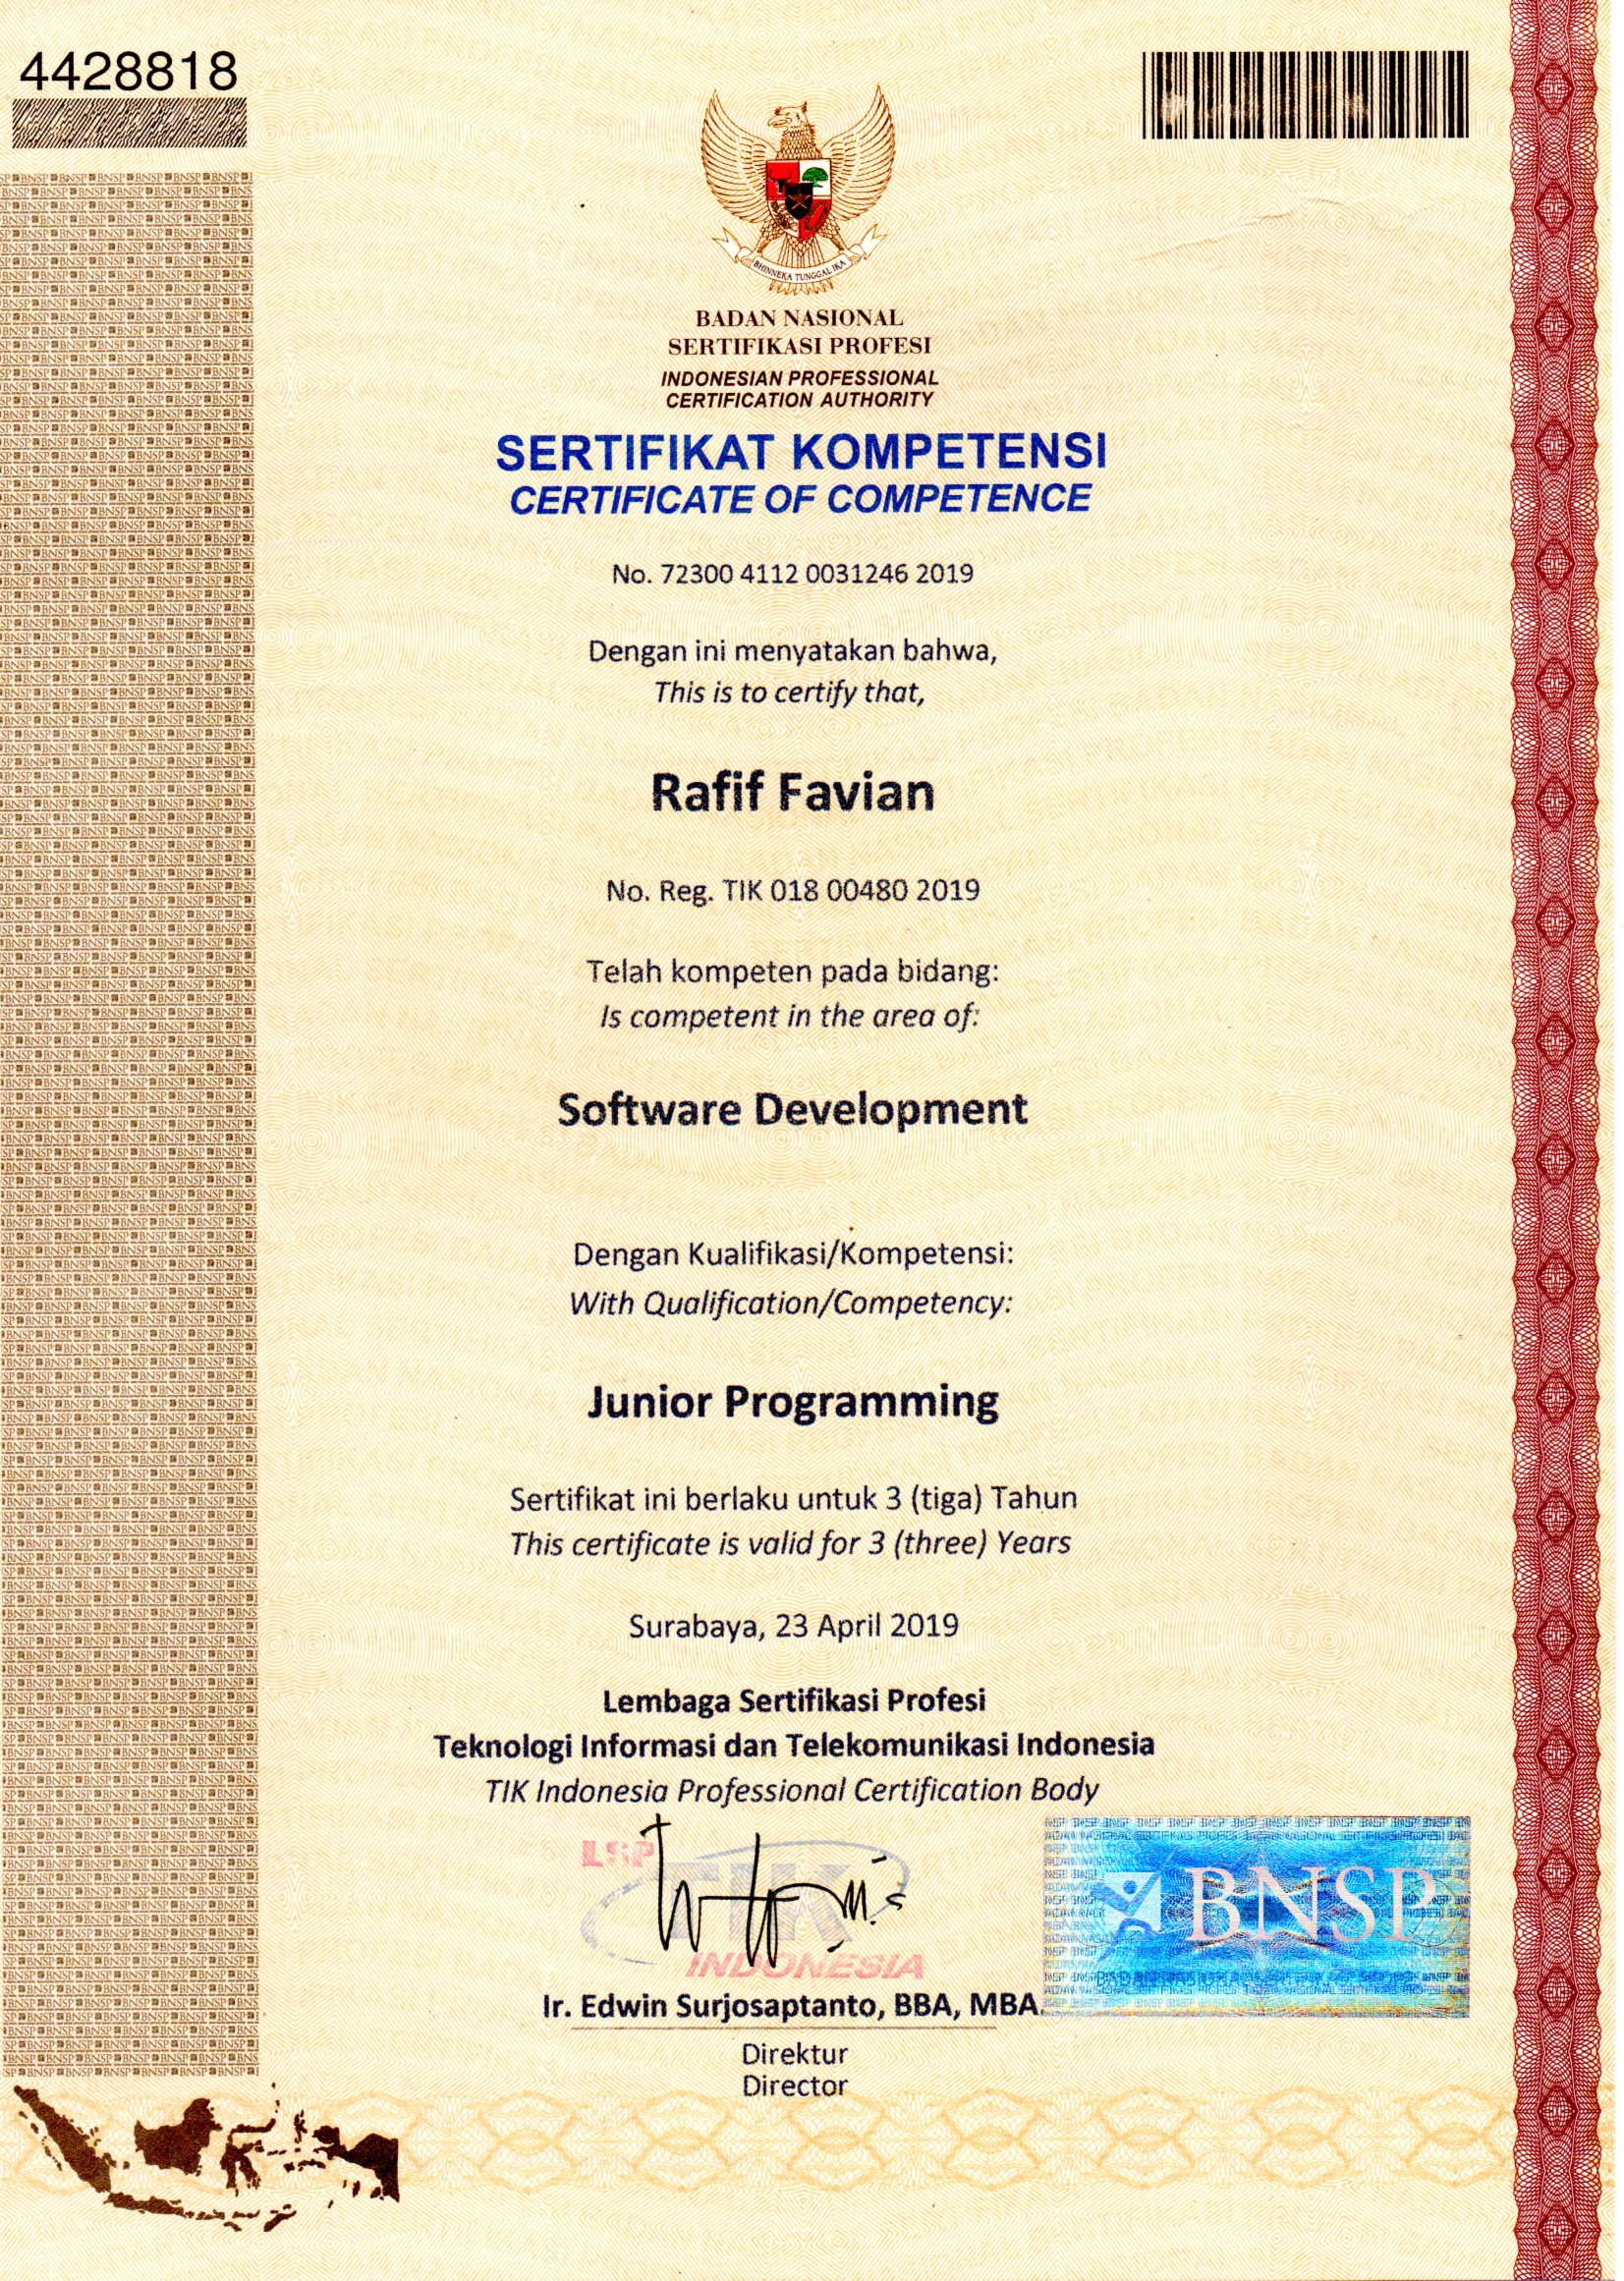 4428818
BHINNEKA TUNGGAL IKA
BADAN NASIONAL
SERTIFIKASI PROFESI
INDONESIAN PROFESSIONAL
CERTIFICATION AUTHORITY
SERTIFIKAT KOMPETENSI
CERTIFICATE OF COMPETENCE
No. 72300 4112 0031246 2019
Dengan ini menyatakan bahwa,
This is to certify that,
Rafif Favian
No. Reg. TIK 018 00480 2019
Telah kompeten pada bidang:
Is competent in the area of:
Software Development
Dengan Kualifikasi/Kompetensi:
With Qualification/Competency:
Junior Programming
Sertifikat ini berlaku untuk 3 (tiga) Tahun
This certificate is valid for 3 (three) Years
Surabaya, 23 April 2019
Lembaga Sertifikasi Profesi
Teknologi Informasi dan Telekomunikasi Indonesia
TIK Indonesia Professional Certification Body
LSP
TIK
INDONESIA
BNSP
Ir. Edwin Surjosaptanto, BBA, MBA.
Direktur
Director